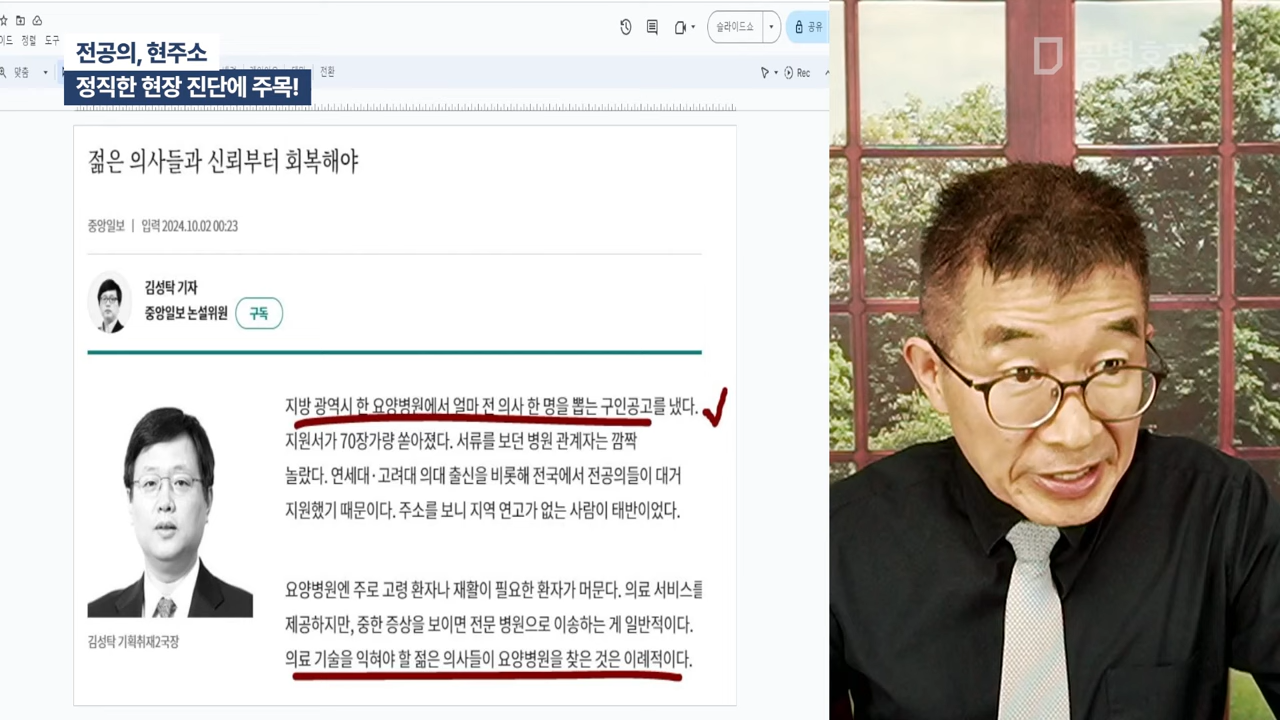 슬라이드쇼
공유
이드 정렬 도구
전공의, 현주소
맞춤
전환
Rec
정직한 현장 진단에 주목!
공병호
젊은 의사들과 신뢰부터 회복해야
중앙일보 | 입력 2024.10.02 00:23
김성탁 기자
중앙일보 논설위원
구독
지방 광역시 한 요양병원에서 얼마 전 의사 한 명을 뽑는 구인공고를 냈다.
지원서가 70장가량 쏟아졌다. 서류를 보던 병원 관계자는 깜짝
놀랐다. 연세대·고려대 의대 출신을 비롯해 전국에서 전공의들이 대거
지원했기 때문이다. 주소를 보니 지역 연고가 없는 사람이 태반이었다.
요양병원엔 주로 고령 환자나 재활이 필요한 환자가 머문다. 의료 서비스를
제공하지만, 중한 증상을 보이면 전문 병원으로 이송하는 게 일반적이다.
의료 기술을 익혀야 할 젊은 의사들이 요양병원을 찾은 것은 이례적이다.
김성탁 기획취재2국장